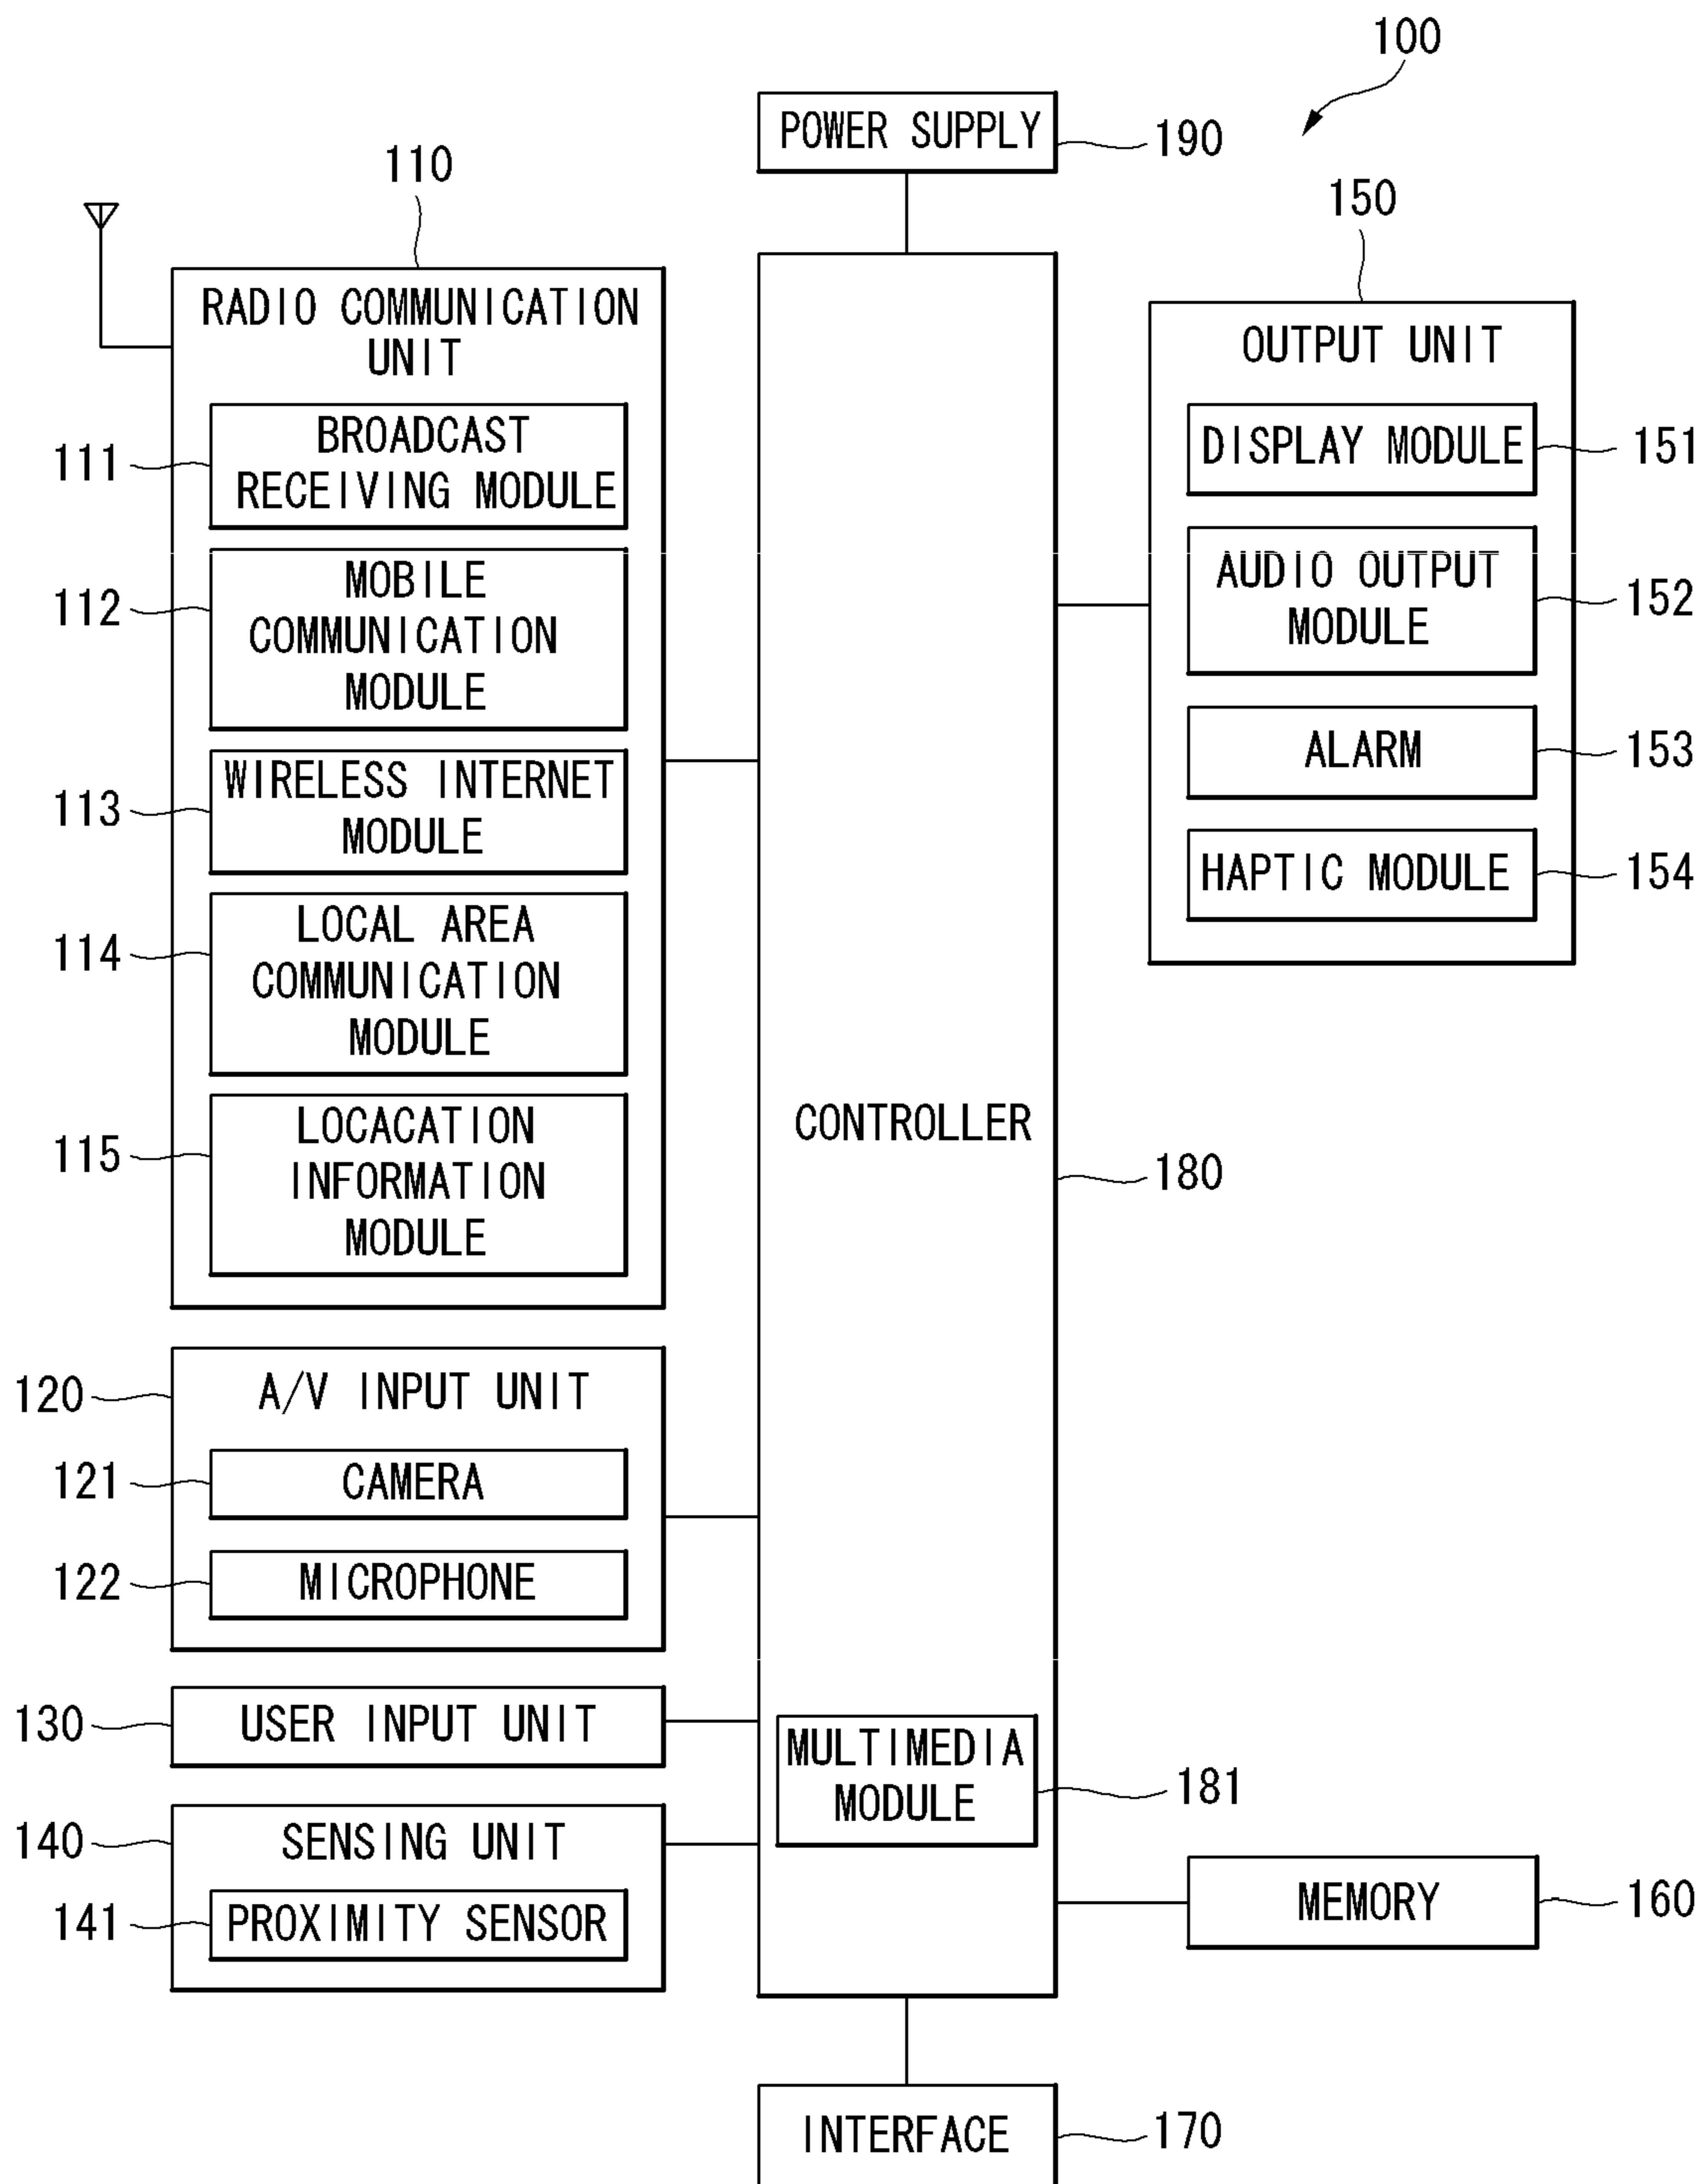 100
POWER SUPPLY
190
110
RADIO COMMUNICATION
UNIT
111
BROADCAST
RECEIVING MODULE
112
MOBILE
COMMUNICATION
MODULE
113
WIRELESS INTERNET
MODULE
114
LOCAL AREA
COMMUNICATION
MODULE
115
LOCACATION
INFORMATION
MODULE
120
A/V INPUT UNIT
121
CAMERA
122
MICROPHONE
130
USER INPUT UNIT
140
SENSING UNIT
141
PROXIMITY SENSOR
CONTROLLER
180
MULTIMEDIA
MODULE
181
150
OUTPUT UNIT
DISPLAY MODULE
151
AUDIO OUTPUT
MODULE
152
ALARM
153
HAPTIC MODULE
154
MEMORY
160
INTERFACE
170